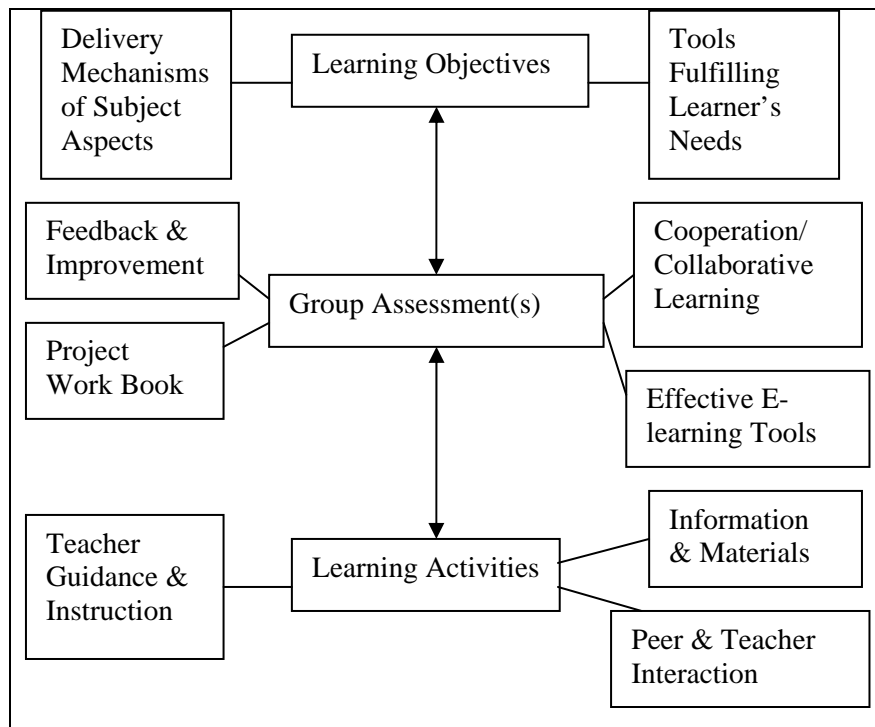 Delivery
Mechanisms
of Subject
Aspects
Learning Objectives
Tools
Fulfilling
Learner’s
Needs
Feedback &
Improvement
Group Assessment(s)
Cooperation/
Collaborative
Learning
Project
Work Book
Effective E-
learning Tools
Teacher
Guidance &
Instruction
Learning Activities
Information
& Materials
Peer & Teacher
Interaction